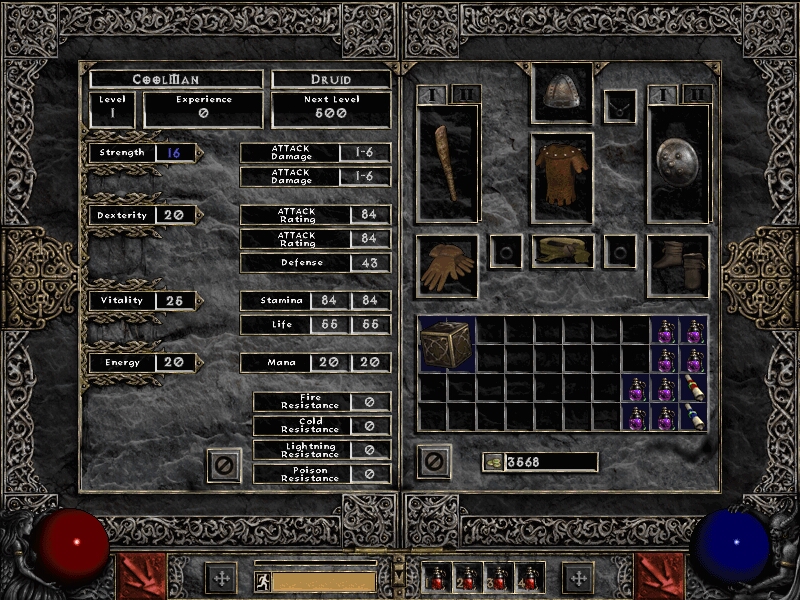 CoolMan
Druid
Level
1
Experience
0
Next Level
500
Strength
16
ATTACK
Damage
1-6
ATTACK
Damage
1-6
Dexterity
20
ATTACK
Rating
84
ATTACK
Rating
84
Defense
43
Vitality
25
Stamina
84
84
Life
55
55
Energy
20
Mana
20
20
Fire
Resistance
0
Cold
Resistance
0
Lightning
Resistance
0
Poison
Resistance
0
I
II
I
II
3568
1
2
3
4